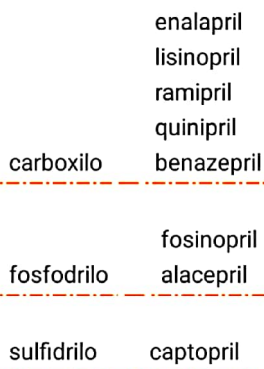 enalapril
lisinopril
ramipril
quinipril
carboxilo benazepril
fosinopril
fosfodrilo alacepril
sulfidrilo captopril